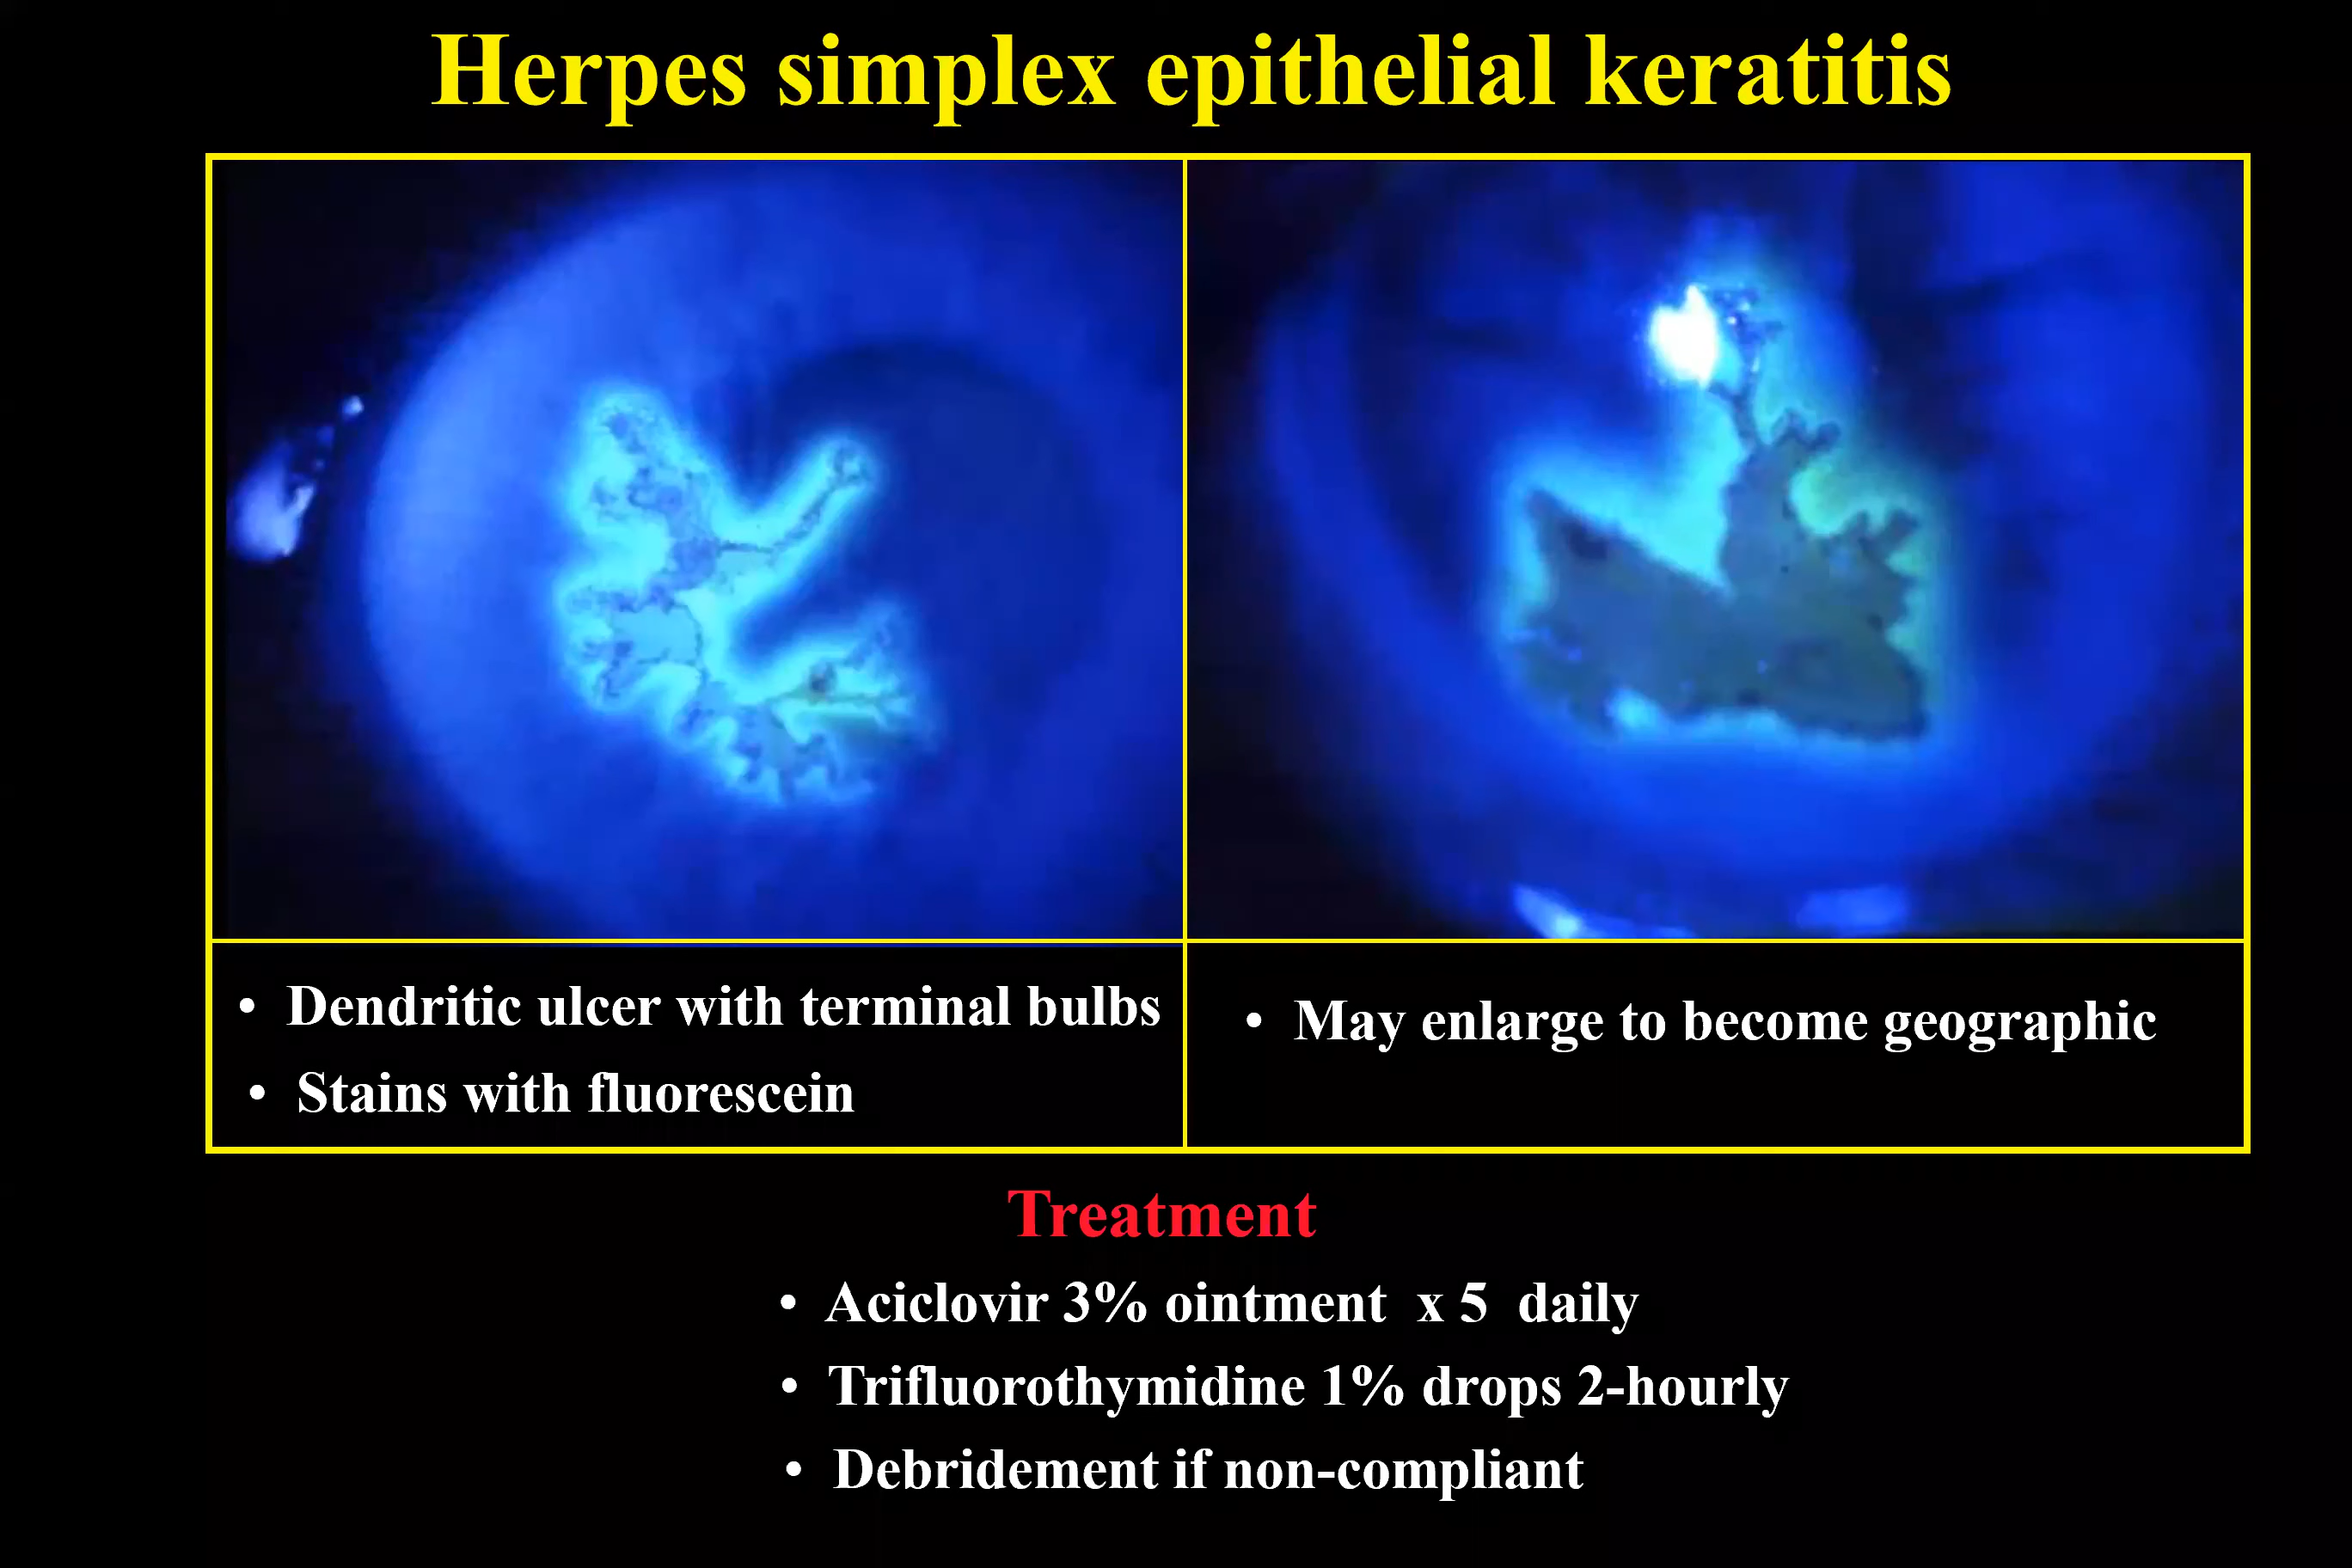 Herpes simplex epithelial keratitis
• Dendritic ulcer with terminal bulbs
• Stains with fluorescein
• May enlarge to become geographic
Treatment
• Aciclovir 3% ointment x 5 daily
• Trifluorothymidine 1% drops 2-hourly
• Debridement if non-compliant